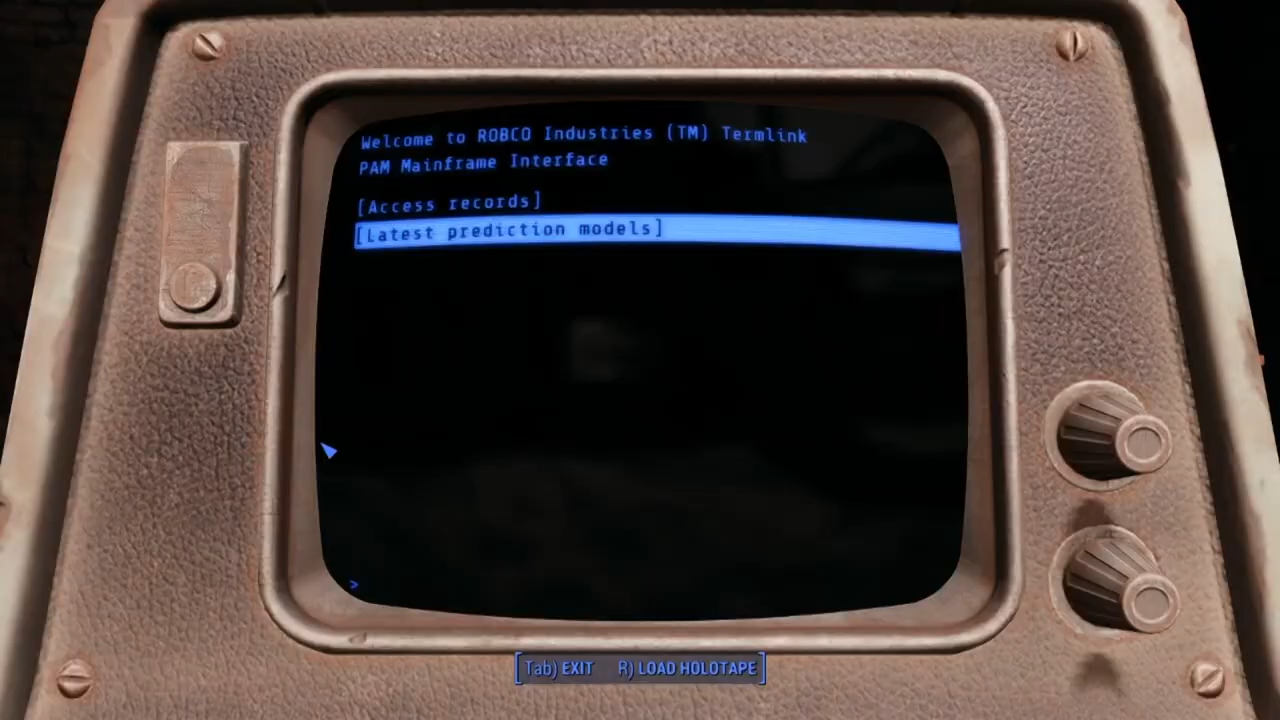 Welcome to ROBCO Industries (TM) Termlink
PAM Mainframe Interface
[Access records]
[Latest prediction models]
>
[Tab) EXIT R) LOAD HOLOTAPE]